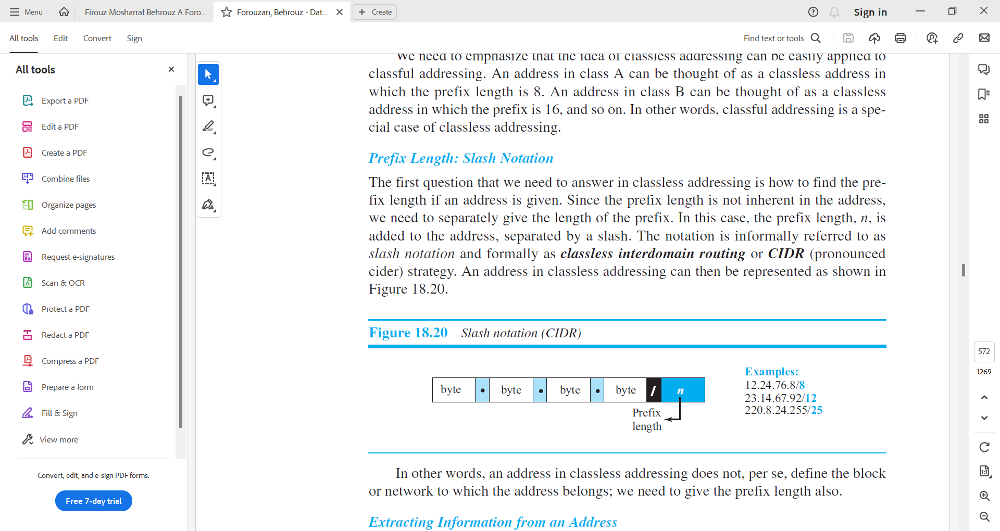 Menu
Firouz Mosharraf Behrouz A Foro...
Forouzan, Behrouz - Dat...
Create
Sign in
All tools
Edit
Convert
Sign
Find text or tools
All tools
Export a PDF
Edit a PDF
Create a PDF
Combine files
Organize pages
Add comments
Request e-signatures
Scan & OCR
Protect a PDF
Redact a PDF
Compress a PDF
Prepare a form
Fill & Sign
View more
Convert, edit, and e-sign PDF forms.
Free 7-day trial
We need to emphasize that the idea of classless addressing can be easily applied to
classful addressing. An address in class A can be thought of as a classless address in
which the prefix length is 8. An address in class B can be thought of as a classless
address in which the prefix is 16, and so on. In other words, classful addressing is a spe-
cial case of classless addressing.
Prefix Length: Slash Notation
The first question that we need to answer in classless addressing is how to find the pre-
fix length if an address is given. Since the prefix length is not inherent in the address,
we need to separately give the length of the prefix. In this case, the prefix length, n, is
added to the address, separated by a slash. The notation is informally referred to as
slash notation and formally as classless interdomain routing or CIDR (pronounced
cider) strategy. An address in classless addressing can then be represented as shown in
Figure 18.20.
Figure 18.20 Slash notation (CIDR)
byte • byte • byte • byte / n
Prefix
length
Examples:
12.24.76.8/8
23.14.67.92/12
220.8.24.255/25
In other words, an address in classless addressing does not, per se, define the block
or network to which the address belongs; we need to give the prefix length also.
Extracting Information from an Address
572
1269